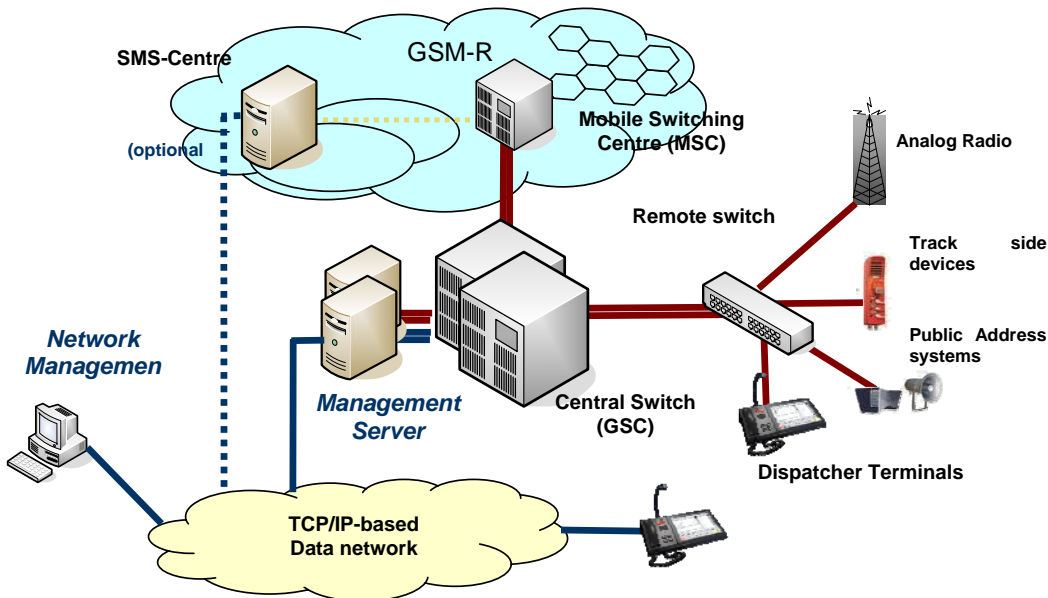 GSM-R
SMS-Centre
(optional
Mobile Switching
Centre (MSC)
Analog Radio
Remote switch
Track side
devices
Public Address
systems
Network
Managemen
Management
Server
Central Switch
(GSC)
Dispatcher Terminals
TCP/IP-based
Data network